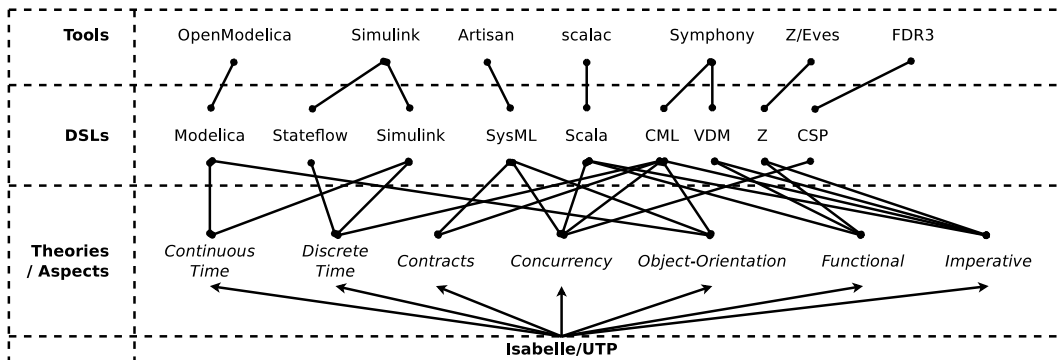 Tools OpenModelica Simulink Artisan scalac Symphony Z/Eves FDR3
DSLs Modelica Stateflow Simulink SysML Scala CML VDM Z CSP
Theories / Aspects
Continuous Time
Discrete Time
Contracts
Concurrency
Object-Orientation
Functional
Imperative
Isabelle/UTP